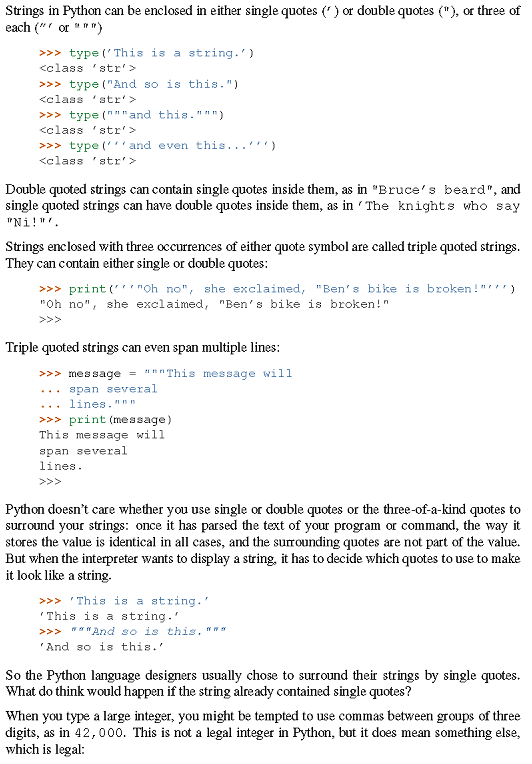 Strings in Python can be enclosed in either single quotes (') or double quotes ("), or three of
each (''' or """)
>>> type('This is a string.')
<class 'str'>
>>> type("And so is this.")
<class 'str'>
>>> type("""and this.""")
<class 'str'>
>>> type('''and even this...''')
<class 'str'>
Double quoted strings can contain single quotes inside them, as in "Bruce's beard", and
single quoted strings can have double quotes inside them, as in 'The knights who say
"Ni!"'.
Strings enclosed with three occurrences of either quote symbol are called triple quoted strings.
They can contain either single or double quotes:
>>> print('''"Oh no", she exclaimed, "Ben's bike is broken!"''')
"Oh no", she exclaimed, "Ben's bike is broken!"
>>>
Triple quoted strings can even span multiple lines:
>>> message = """This message will
... span several
... lines."""
>>> print(message)
This message will
span several
lines.
>>>
Python doesn't care whether you use single or double quotes or the three-of-a-kind quotes to
surround your strings: once it has parsed the text of your program or command, the way it
stores the value is identical in all cases, and the surrounding quotes are not part of the value.
But when the interpreter wants to display a string, it has to decide which quotes to use to make
it look like a string.
>>> 'This is a string.'
'This is a string.'
>>> """And so is this."""
'And so is this.'
So the Python language designers usually chose to surround their strings by single quotes.
What do think would happen if the string already contained single quotes?
When you type a large integer, you might be tempted to use commas between groups of three
digits, as in 42,000. This is not a legal integer in Python, but it does mean something else,
which is legal: